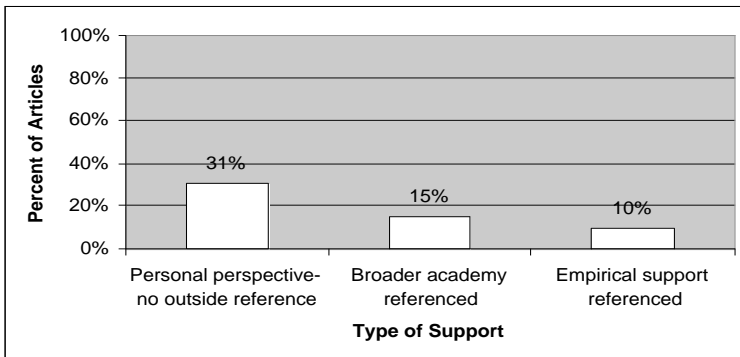 100%
80%
60%
40%
20%
0%
Percent of Articles
31%
15%
10%
Personal perspective-
no outside reference
Broader academy
referenced
Empirical support
referenced
Type of Support